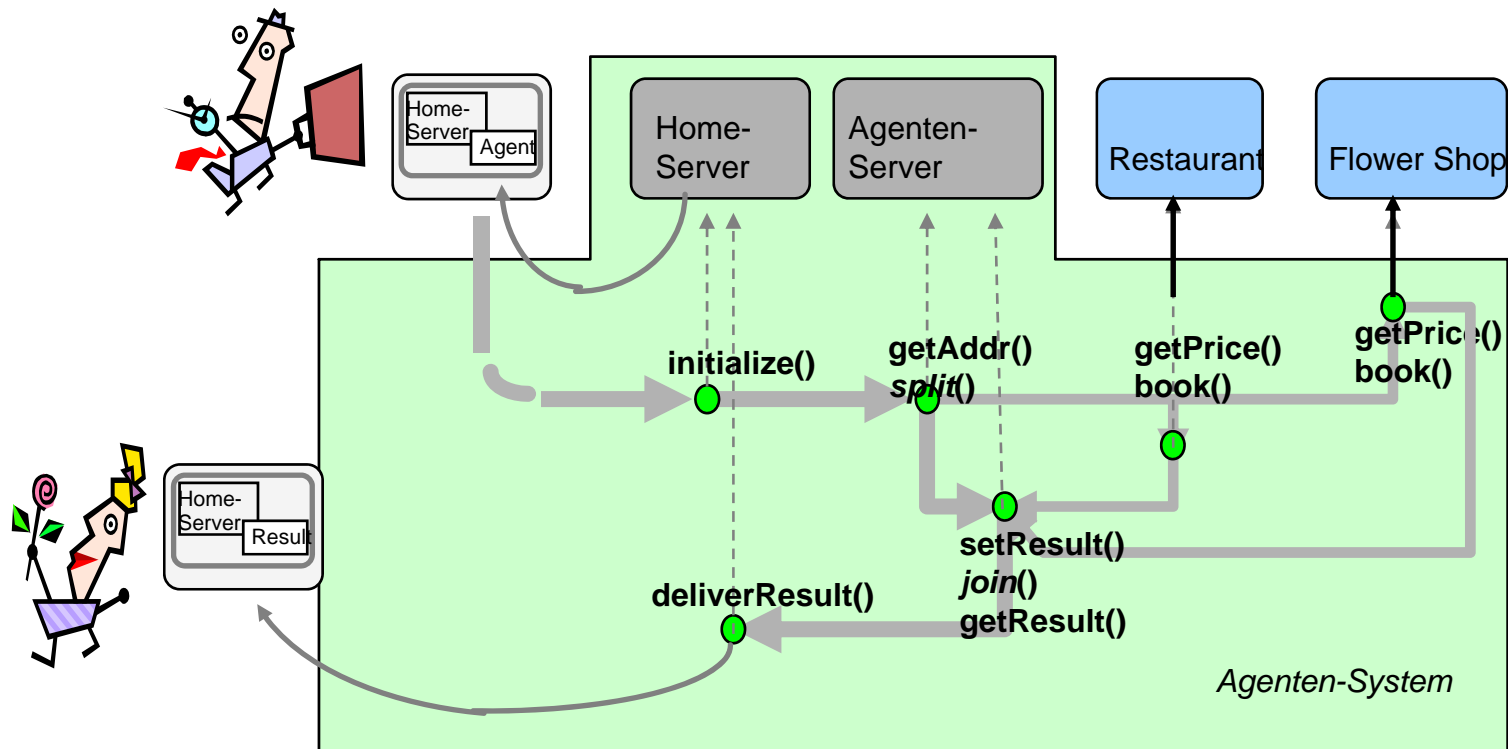 Home-
Server
Agent
Home-
Server
Agenten-
Server
Restaurant
Flower Shop
initialize()
getAddr()
split()
getPrice()
book()
getPrice()
book()
Home-
Server
Result
setResult()
join()
getResult()
deliverResult()
Agenten-System